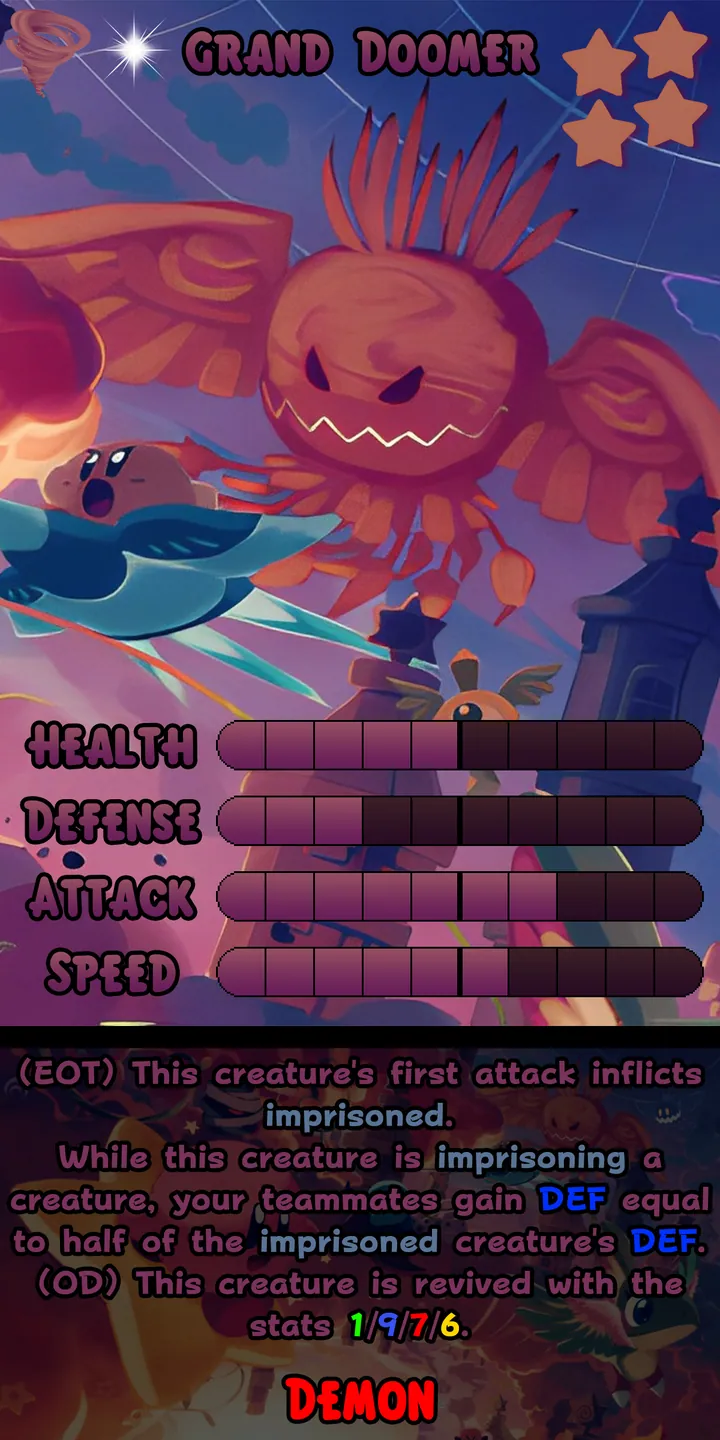 GRAND DOOMER
HEALTH
DEFENSE
ATTACK
SPEED
(EOT) This creature's first attack inflicts
imprisoned.
While this creature is imprisoning a
creature, your teammates gain DEF equal
to half of the imprisoned creature's DEF.
(OD) This creature is revived with the
stats 1/9/7/6.
DEMON